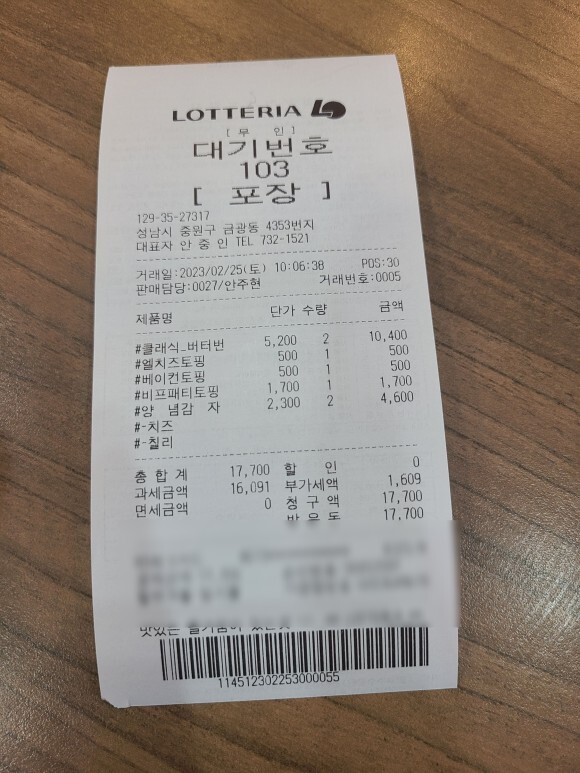 LOTTERIA
[ 무 인 ]
대기번호
103
[ 포장 ]
129-35-27317
성남시 중원구 금광동 4353번지
대표자 안 중 인 TEL 732-1521
거래일:2023/02/25(토) 10:06:38 POS:30
판매담당:0027/안주현 거래번호:0005
제품명 단가 수량 금액
#클래식_버터번 5,200 2 10,400
#엘치즈토핑 500 1 500
#베이컨토핑 500 1 500
#비프패티토핑 1,700 1 1,700
#양 념감 자 2,300 2 4,600
#-치즈
#-칠리
총 합 계 17,700 할 인 0
과세금액 16,091 부가세액 1,609
면세금액 0 청 구 액 17,700
받 은 돈 17,700
맛있는
114512302253000055